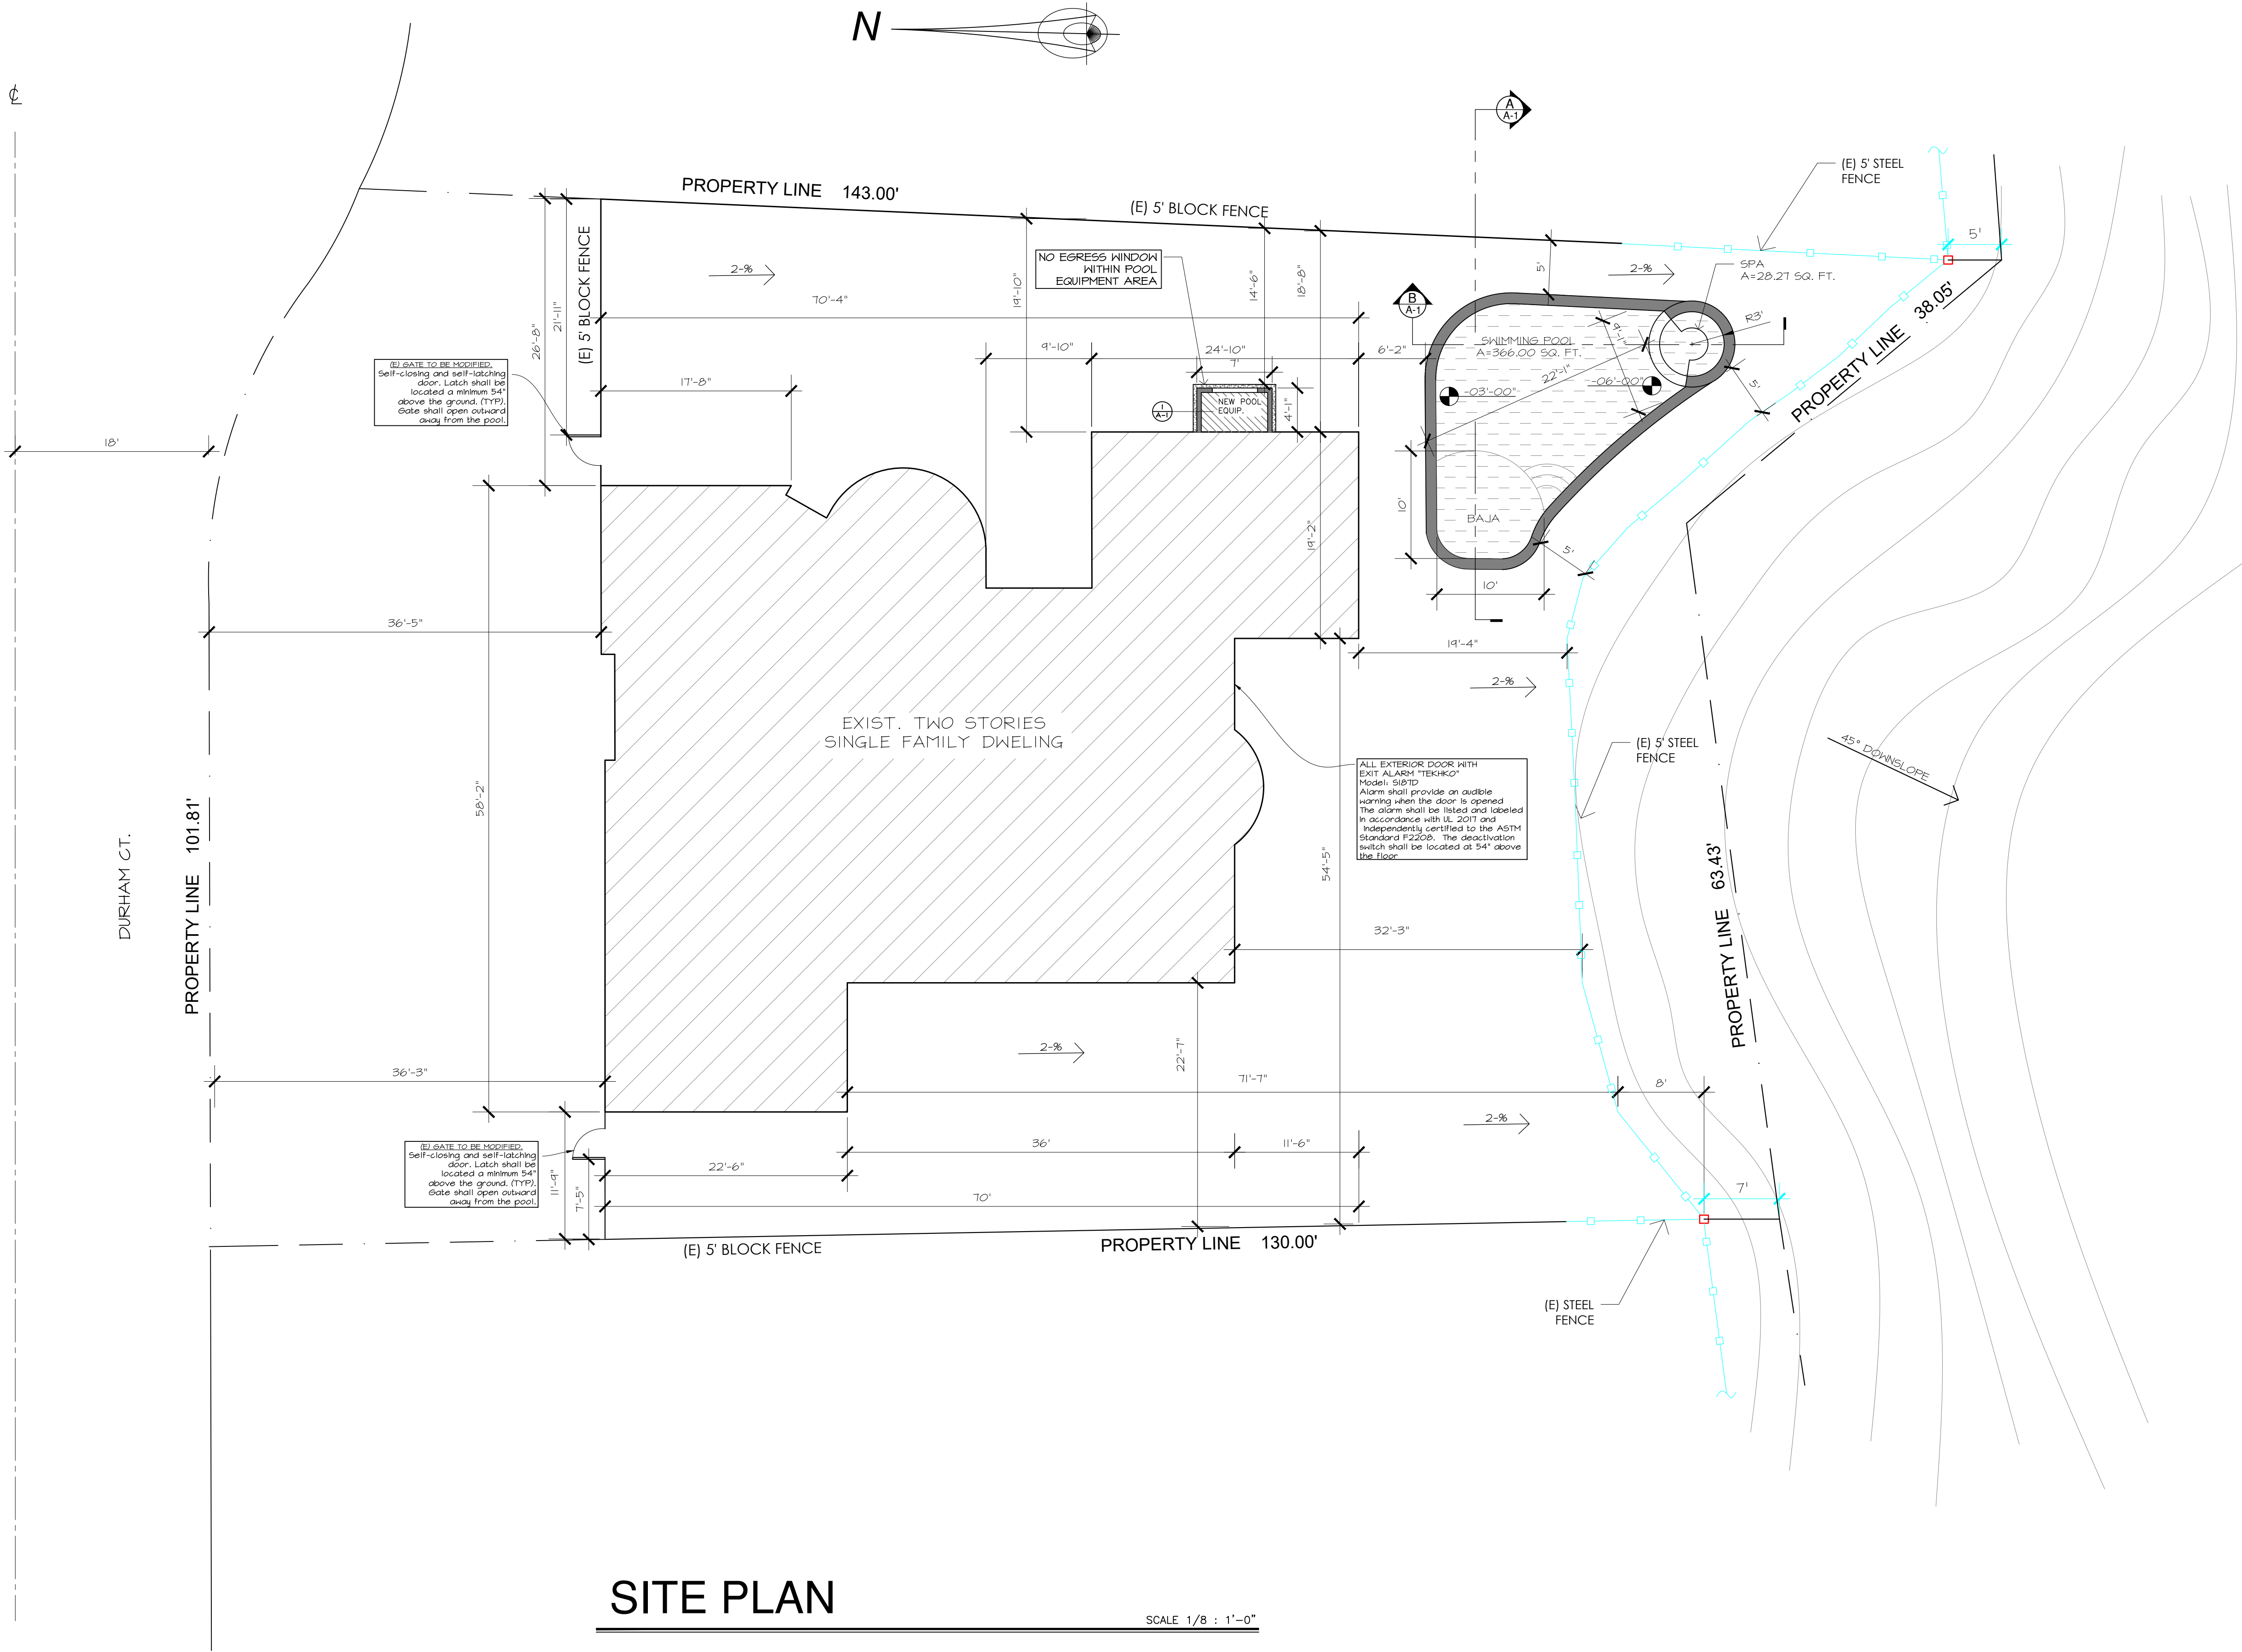 N
℄
A
A-1
(E) 5' STEEL
FENCE
PROPERTY LINE 143.00'
(E) 5' BLOCK FENCE
(E) 5' BLOCK FENCE
26'-8"
21'-11"
2-%
70'-4"
19'-10"
NO EGRESS WINDOW
WITHIN POOL
EQUIPMENT AREA
14'-6"
18'-8"
5'
2-%
SPA
A=28.27 SQ. FT.
5'
B
A-1
R3'
PROPERTY LINE 38.05'
SWIMMING POOL
A=366.00 SQ. FT.
9'-1"
22'-1"
-03'-00"
-06'-00"
5'
9'-10"
24'-10"
7'
6'-2"
(E) GATE TO BE MODIFIED.
Self-closing and self-latching
door. Latch shall be
located a minimum 54"
above the ground. (TYP).
Gate shall open outward
away from the pool.
17'-8"
1
A-1
NEW POOL
EQUIP.
4'-1"
18'
10'
BAJA
5'
10'
19'-2"
36'-5"
19'-4"
2-%
EXIST. TWO STORIES
SINGLE FAMILY DWELING
(E) 5' STEEL
FENCE
45° DOWNSLOPE
58'-2"
ALL EXTERIOR DOOR WITH
EXIT ALARM "TEKHKO"
Model: S187D
Alarm shall provide an audible
warning when the door is opened
The alarm shall be listed and labeled
in accordance with UL 2017 and
independently certified to the ASTM
Standard F2208. The deactivation
switch shall be located at 54" above
the floor
DURHAM CT.
PROPERTY LINE 101.81'
54'-5"
PROPERTY LINE 63.43'
32'-3"
2-%
22'-7"
36'-3"
71'-7"
8'
2-%
(E) GATE TO BE MODIFIED.
Self-closing and self-latching
door. Latch shall be
located a minimum 54"
above the ground. (TYP).
Gate shall open outward
away from the pool.
11'-9"
7'-5"
22'-6"
36'
11'-6"
70'
7'
(E) 5' BLOCK FENCE
PROPERTY LINE 130.00'
(E) STEEL
FENCE
SITE PLAN
SCALE 1/8 : 1'-0"